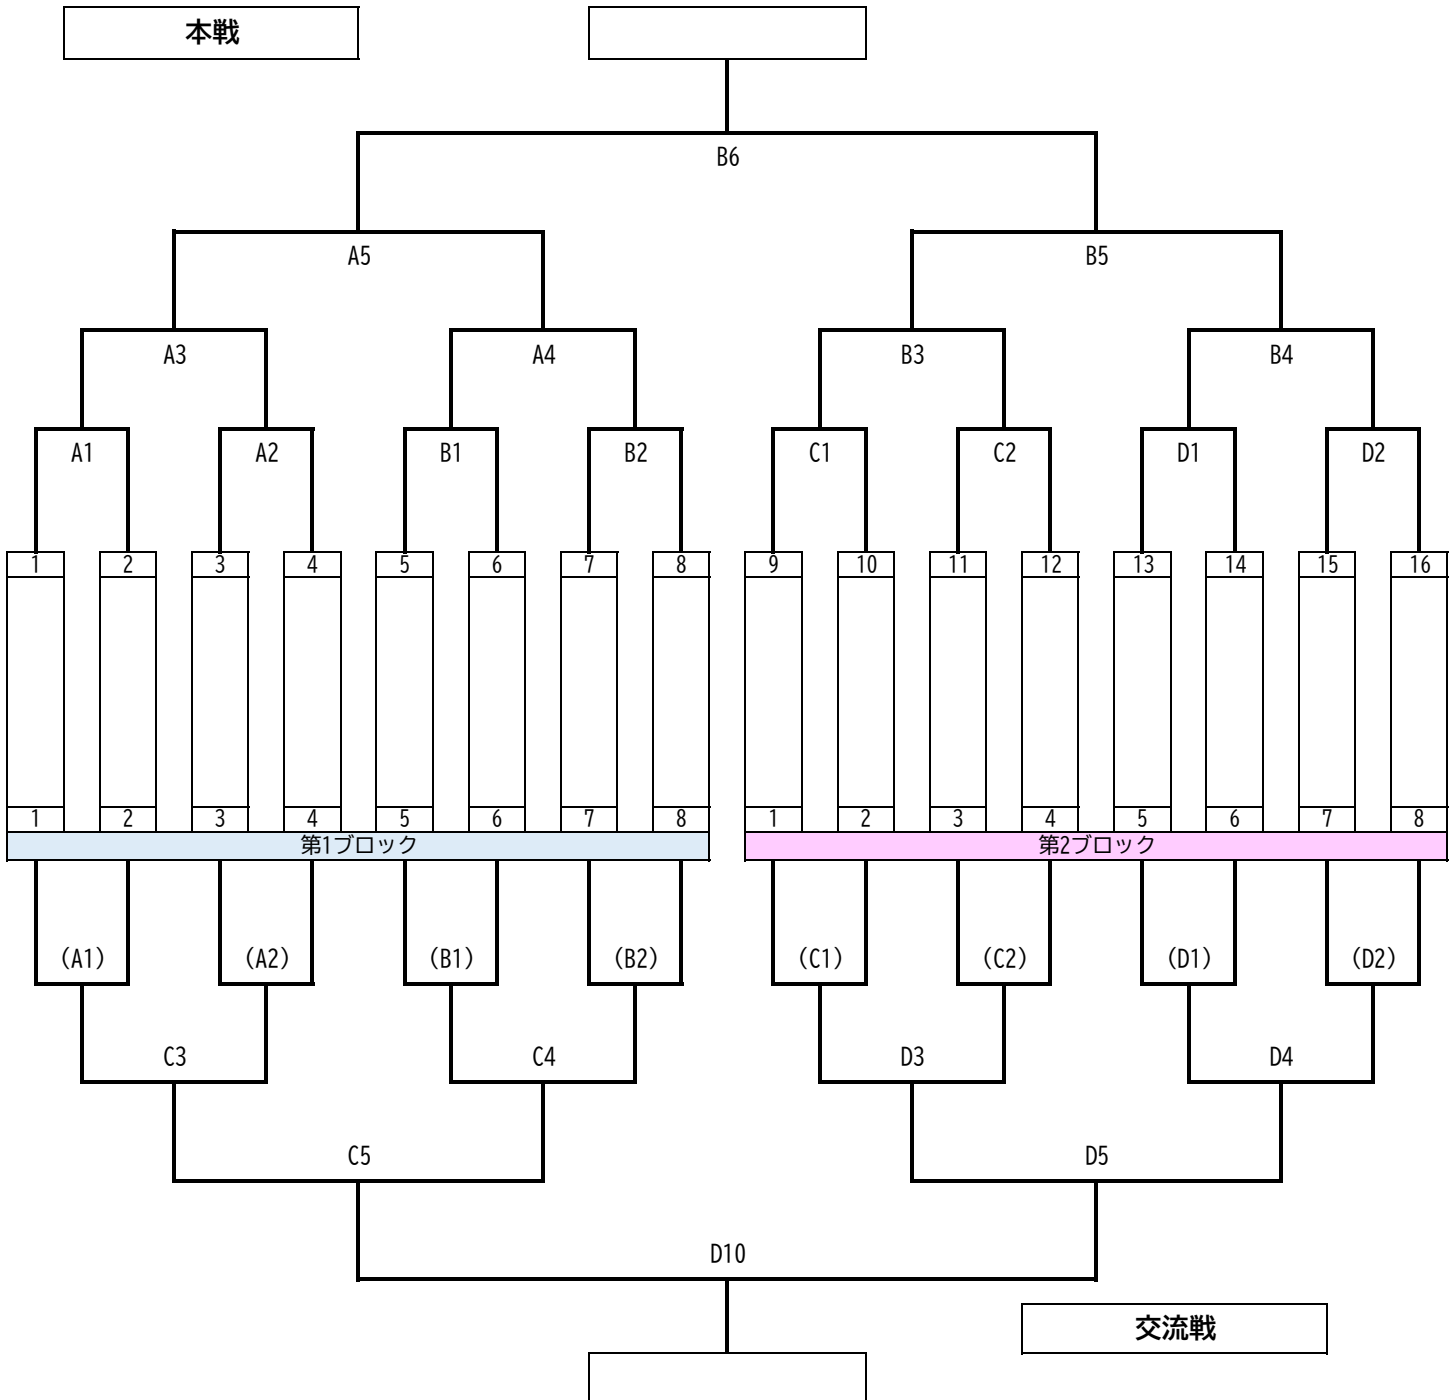 本戦
B6
A5 B5
A3 A4 B3 B4
A1 A2 B1 B2 C1 C2 D1 D2
1 2 3 4 5 6 7 8 9 10 11 12 13 14 15 16
1 2 3 4 5 6 7 8 1 2 3 4 5 6 7 8
第1ブロック 第2ブロック
(A1) (A2) (B1) (B2) (C1) (C2) (D1) (D2)
C3 C4 D3 D4
C5 D5
D10
交流戦